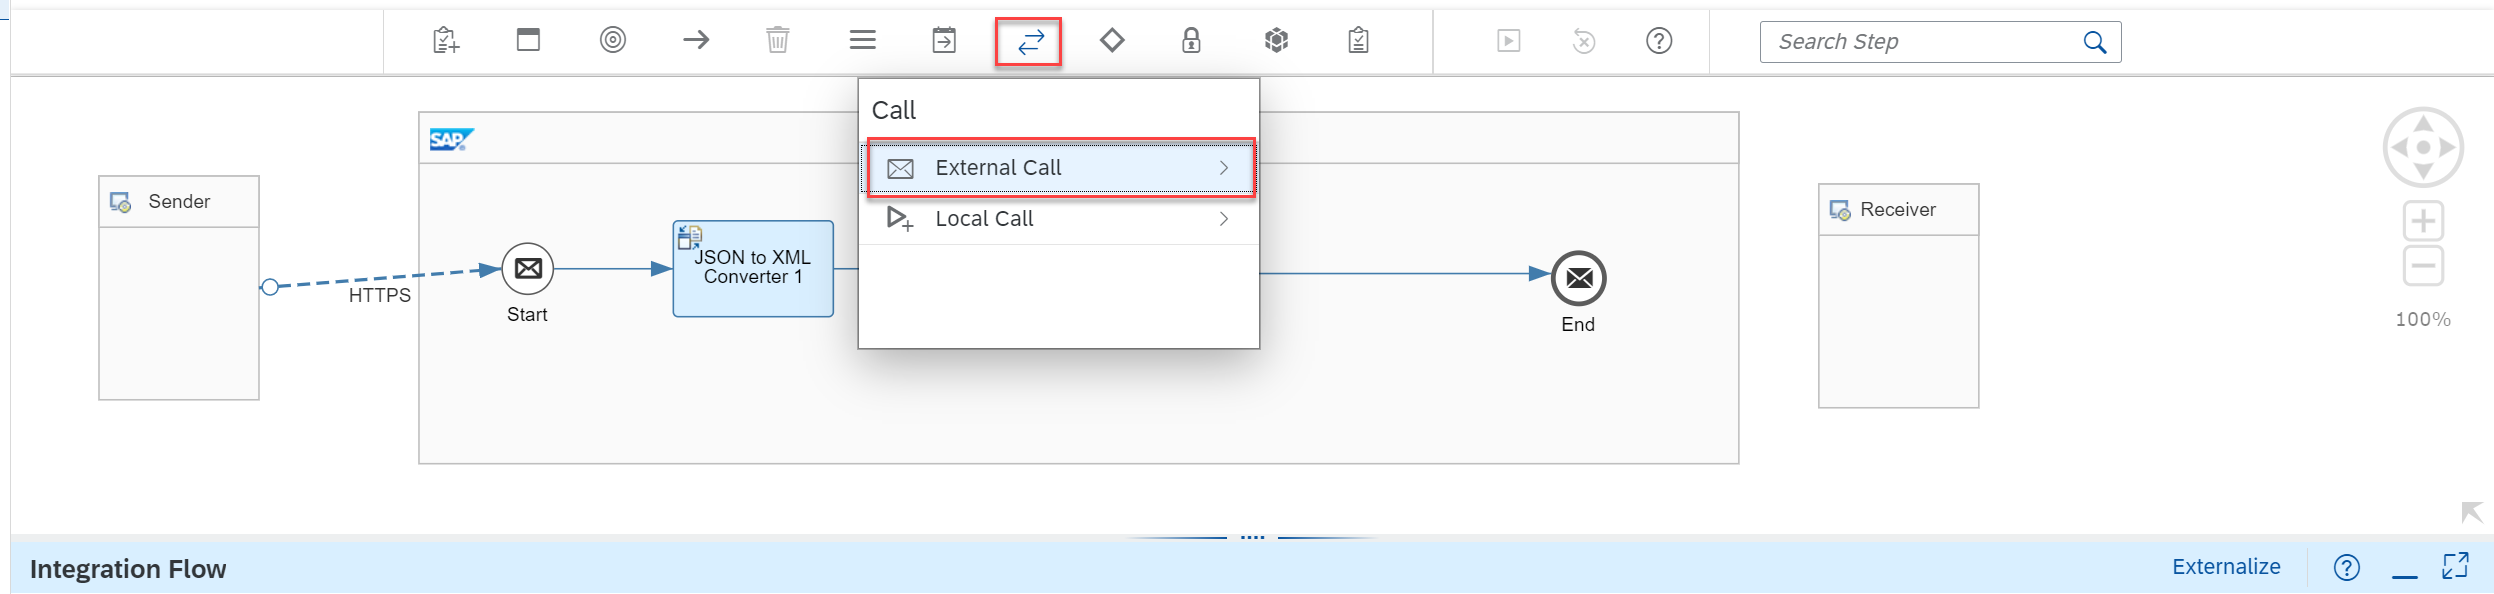 Search Step
Call
External Call
Local Call
SAP
Sender
HTTPS
Start
JSON to XML
Converter 1
End
Receiver
100%
Integration Flow
Externalize